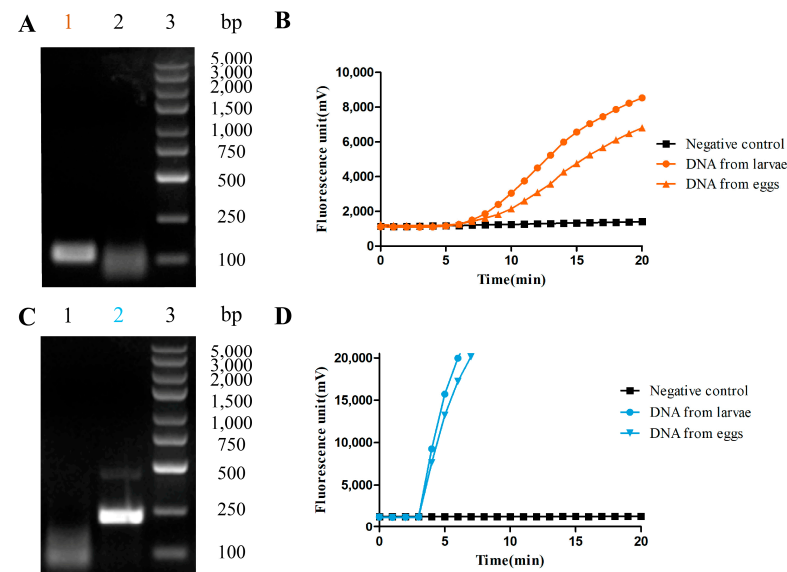 A
1 2 3 bp
5,000
3,000
2,000
1,500
1,000
750
500
250
100
B
10,000
8,000
6,000
4,000
2,000
0
Fluorescence unit(mV)
0 5 10 15 20
Time(min)
Negative control
DNA from larvae
DNA from eggs
C
1 2 3 bp
5,000
3,000
2,000
1,500
1,000
750
500
250
100
D
20,000
15,000
10,000
5,000
0
Fluorescence unit(mV)
0 5 10 15 20
Time(min)
Negative control
DNA from larvae
DNA from eggs